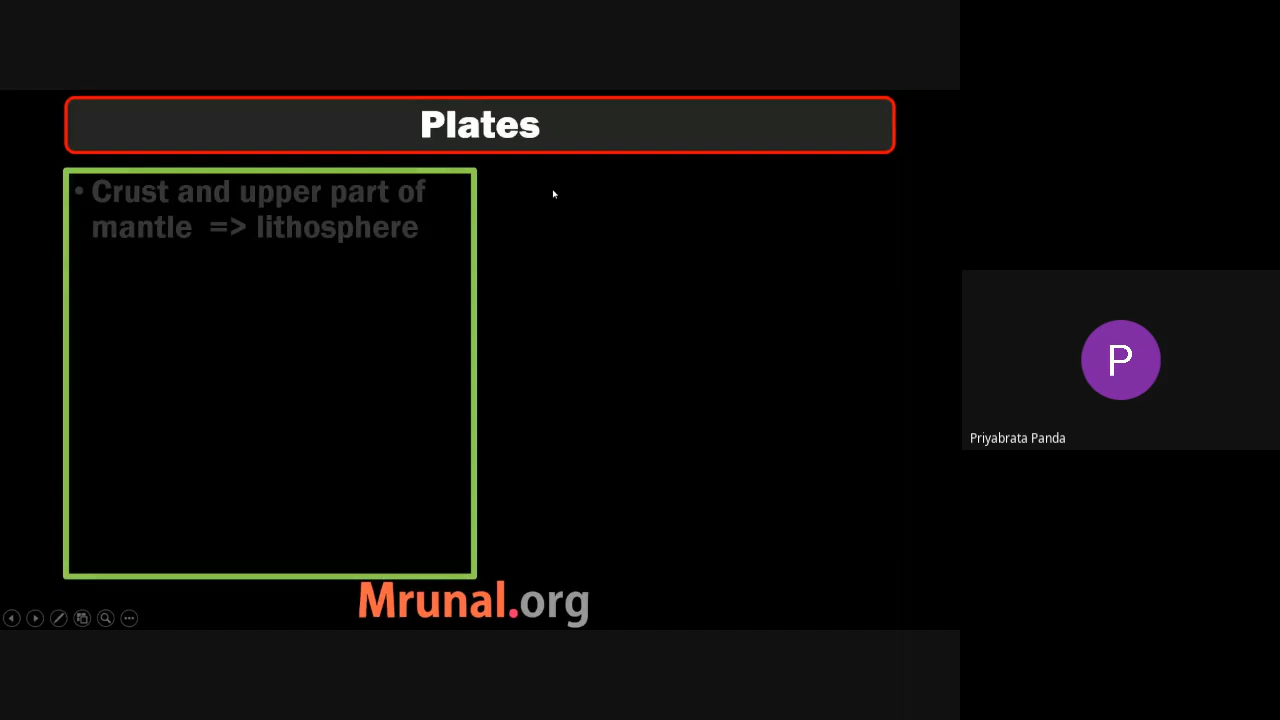 Plates
• Crust and upper part of
mantle => lithosphere
P
Priyabrata Panda
Mrunal.org